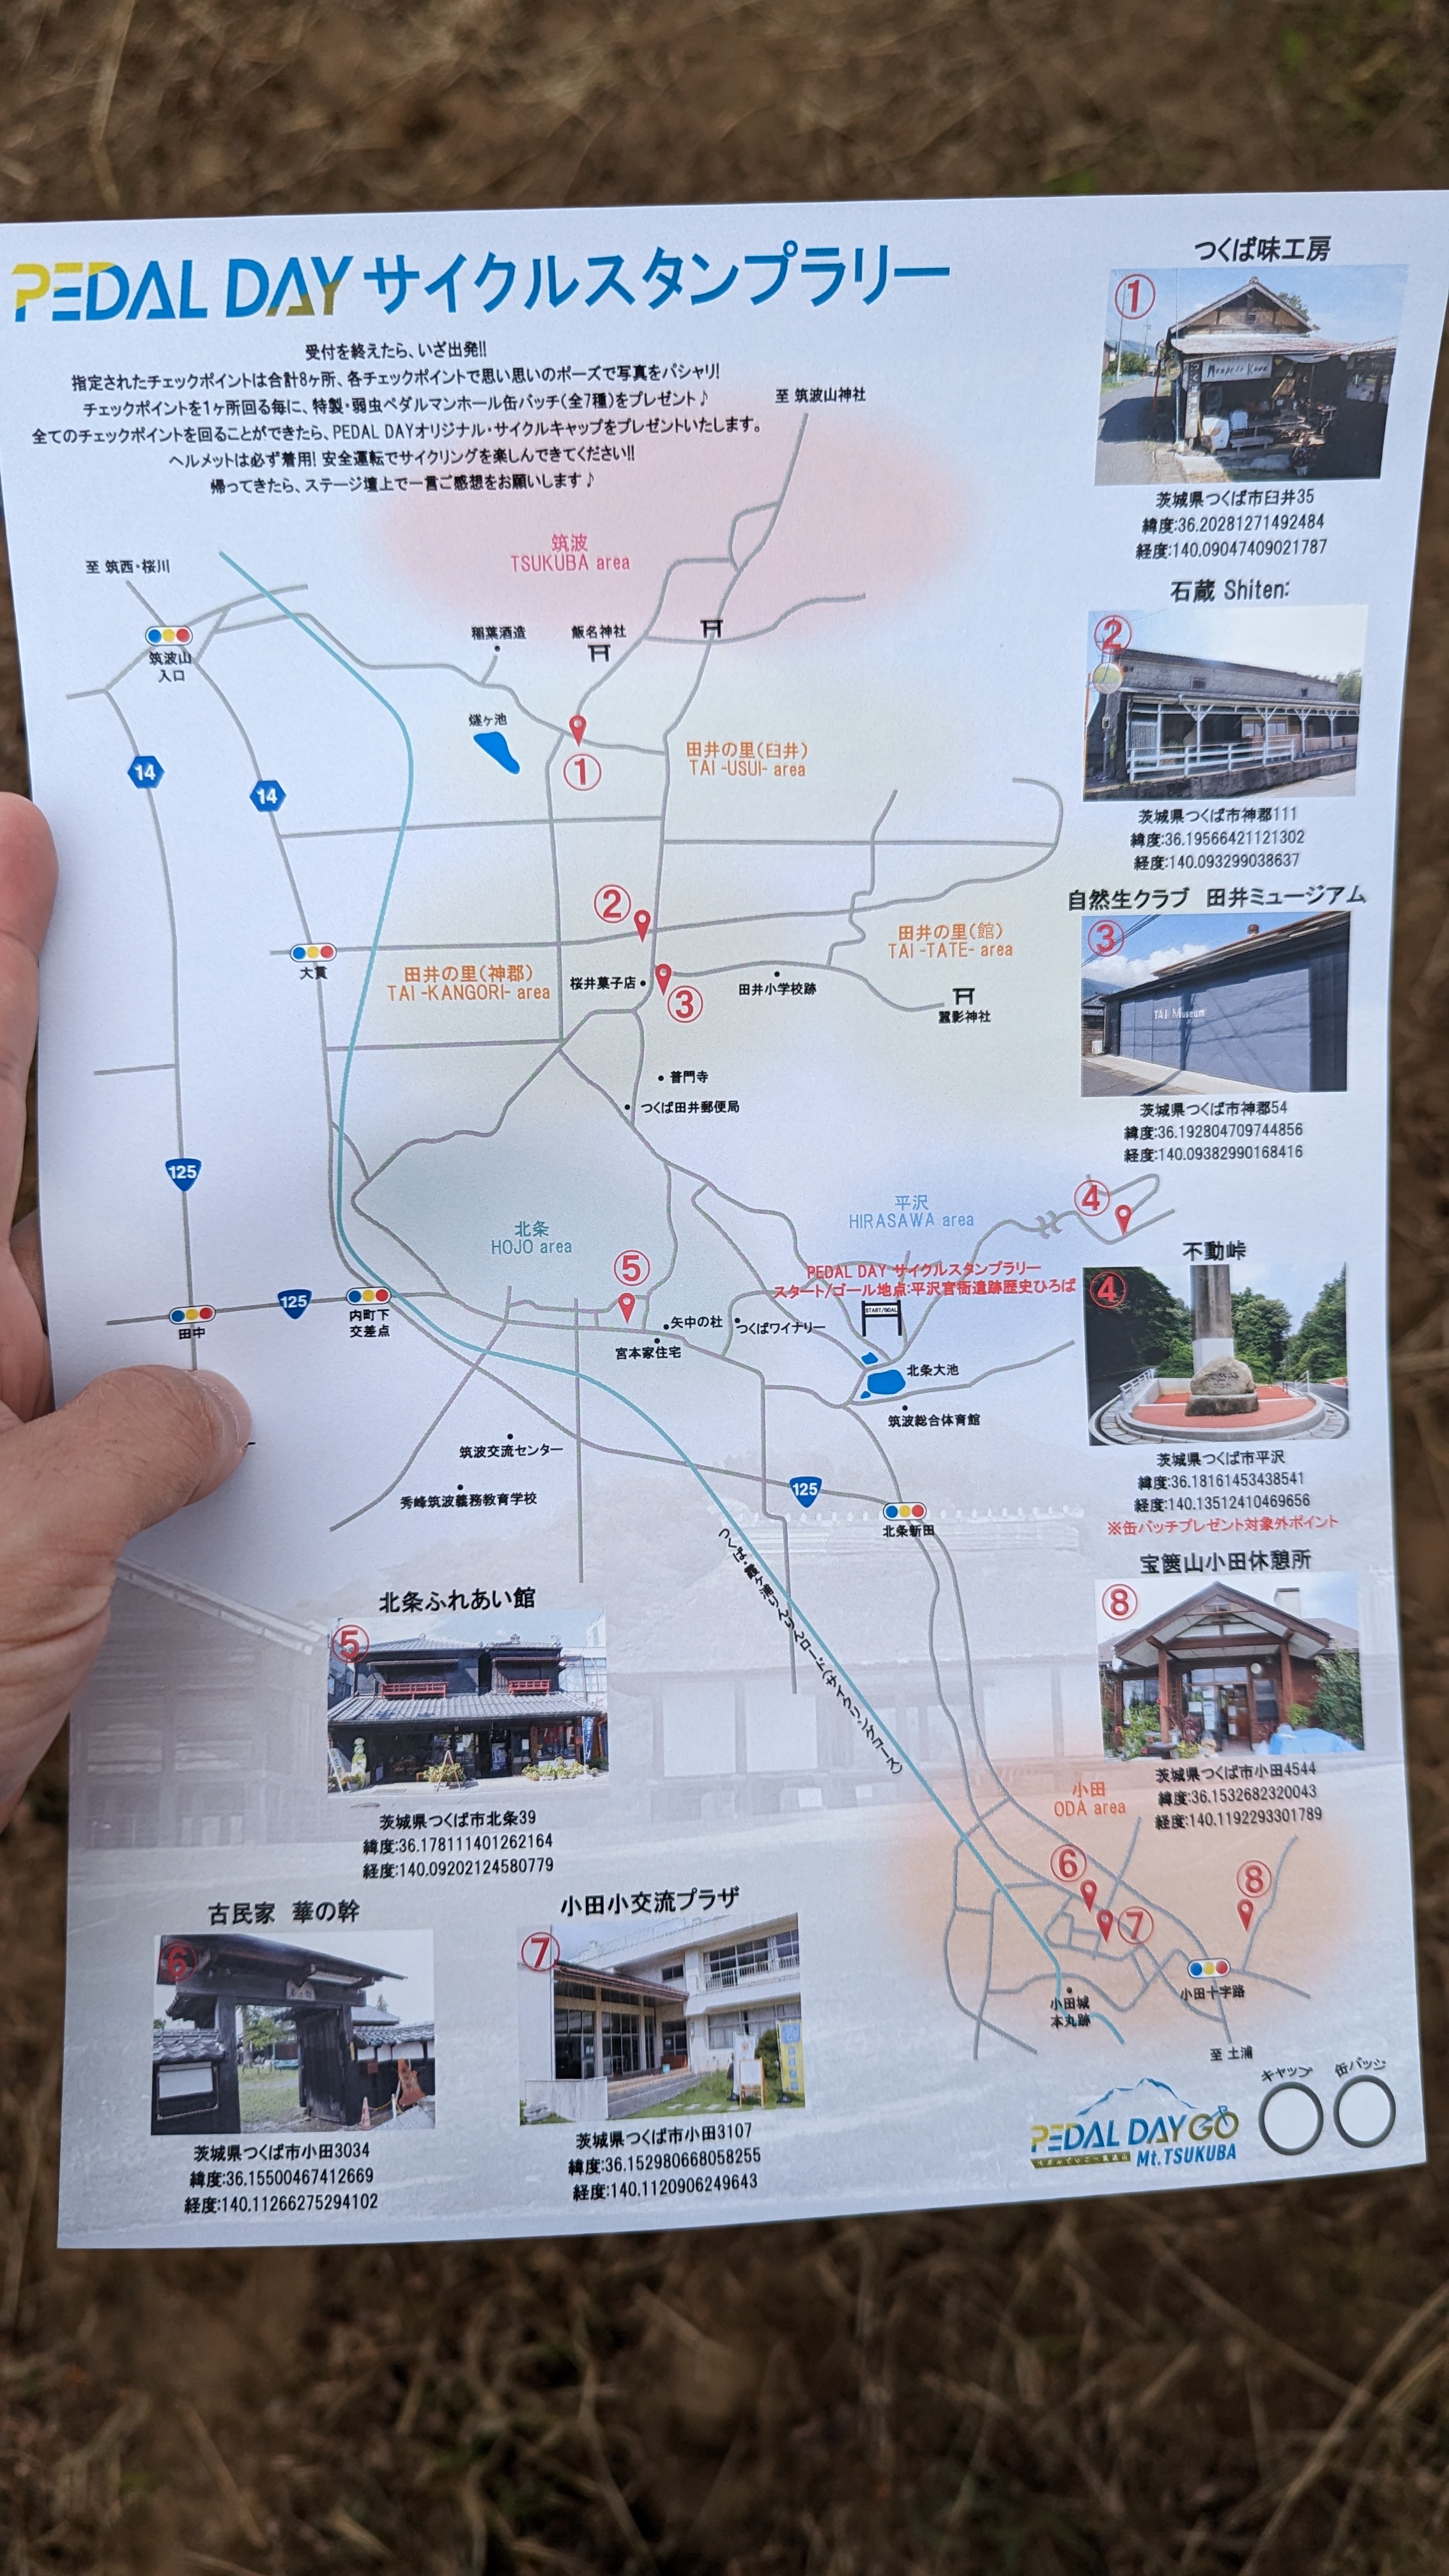 PEDAL DAY サイクルスタンプラリー
受付を終えたら、いざ出発!!
指定されたチェックポイントは合計8ヶ所、各チェックポイントで思い思いのポーズで写真をパシャリ!
チェックポイントを1ヶ所回る毎に、特製・弱虫ペダルマンホール缶バッチ(全7種)をプレゼント♪
全てのチェックポイントを回ることができたら、PEDAL DAYオリジナル・サイクルキャップをプレゼントいたします。
ヘルメットは必ず着用! 安全運転でサイクリングを楽しんできてください!!
帰ってきたら、ステージ壇上で一言ご感想をお願いします♪
つくば味工房
①
茨城県つくば市臼井35
緯度:36.20281271492484
経度:140.09047409021787
石蔵 Shiten:
②
茨城県つくば市神郡111
緯度:36.19566421121302
経度:140.093299038637
自然生クラブ 田井ミュージアム
③
TAI Museum
茨城県つくば市神郡54
緯度:36.192804709744856
経度:140.09382990168416
不動峠
④
茨城県つくば市平沢
緯度:36.18161453438541
経度:140.13512410469656
※缶バッチプレゼント対象外ポイント
宝篋山小田休憩所
⑧
茨城県つくば市小田4544
緯度:36.1532682320043
経度:140.1192293301789
至 筑波山神社
筑波
TSUKUBA area
至 筑西・桜川
筑波山
入口
稲葉酒造
飯名神社
燧ヶ池
①
田井の里(臼井)
TAI -USUI- area
14
14
②
田井の里(館)
TAI -TATE- area
大貫
田井の里(神郡)
TAI -KANGORI- area
桜井菓子店
③
田井小学校跡
蠶影神社
普門寺
つくば田井郵便局
125
④
平沢
HIRASAWA area
北条
HOJO area
PEDAL DAY サイクルスタンプラリー
スタート/ゴール地点:平沢官衙遺跡歴史ひろば
START/GOAL
⑤
125
田中
内町下
交差点
矢中の杜
つくばワイナリー
宮本家住宅
北条大池
筑波総合体育館
筑波交流センター
秀峰筑波義務教育学校
125
北条新田
つくば・霞ヶ浦りんりんロード(サイクリングコース)
小田
ODA area
⑥
⑦
⑧
小田十字路
小田城
本丸跡
至 土浦
北条ふれあい館
⑤
茨城県つくば市北条39
緯度:36.178111401262164
経度:140.09202124580779
古民家 華の幹
⑥
茨城県つくば市小田3034
緯度:36.15500467412669
経度:140.11266275294102
小田小交流プラザ
⑦
茨城県つくば市小田3107
緯度:36.152980668058255
経度:140.1120906249643
PEDAL DAY GO
Mt.TSUKUBA
キャップ
缶バッジ